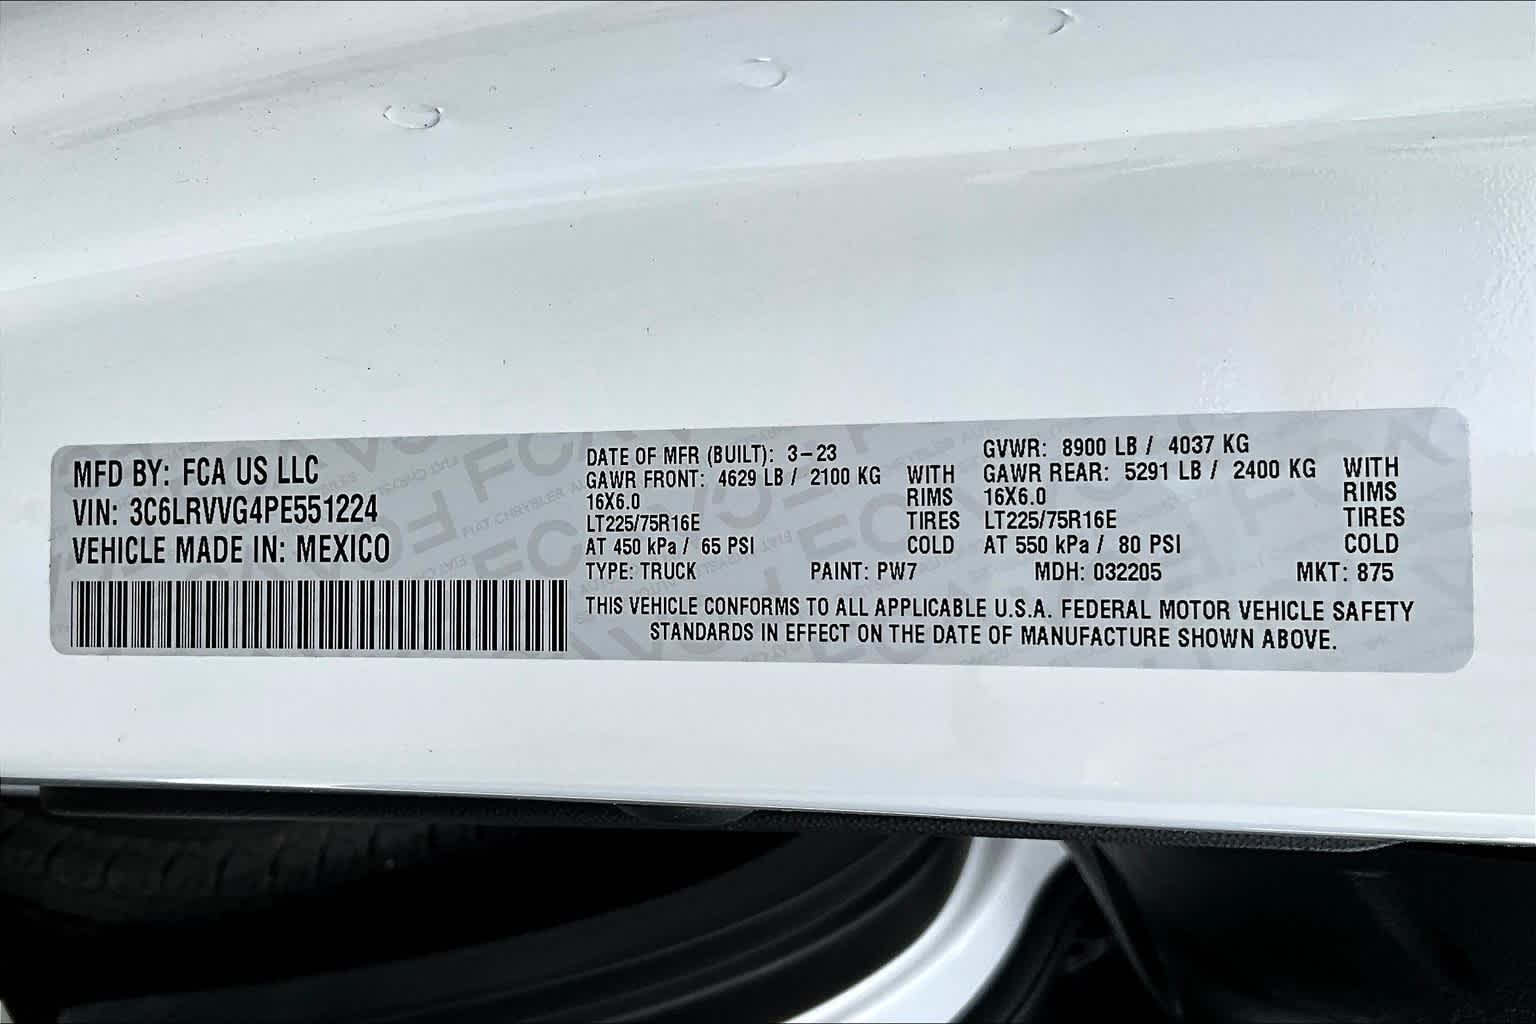 MFD BY: FCA US LLC
VIN: 3C6LRVVG4PE551224
VEHICLE MADE IN: MEXICO
DATE OF MFR (BUILT): 3-23
GAWR FRONT: 4629 LB / 2100 KG WITH
16X6.0 RIMS
LT225/75R16E TIRES
AT 450 kPa / 65 PSI COLD
GVWR: 8900 LB / 4037 KG
GAWR REAR: 5291 LB / 2400 KG WITH
16X6.0 RIMS
LT225/75R16E TIRES
AT 550 kPa / 80 PSI COLD
TYPE: TRUCK PAINT: PW7 MDH: 032205 MKT: 875
THIS VEHICLE CONFORMS TO ALL APPLICABLE U.S.A. FEDERAL MOTOR VEHICLE SAFETY
STANDARDS IN EFFECT ON THE DATE OF MANUFACTURE SHOWN ABOVE.